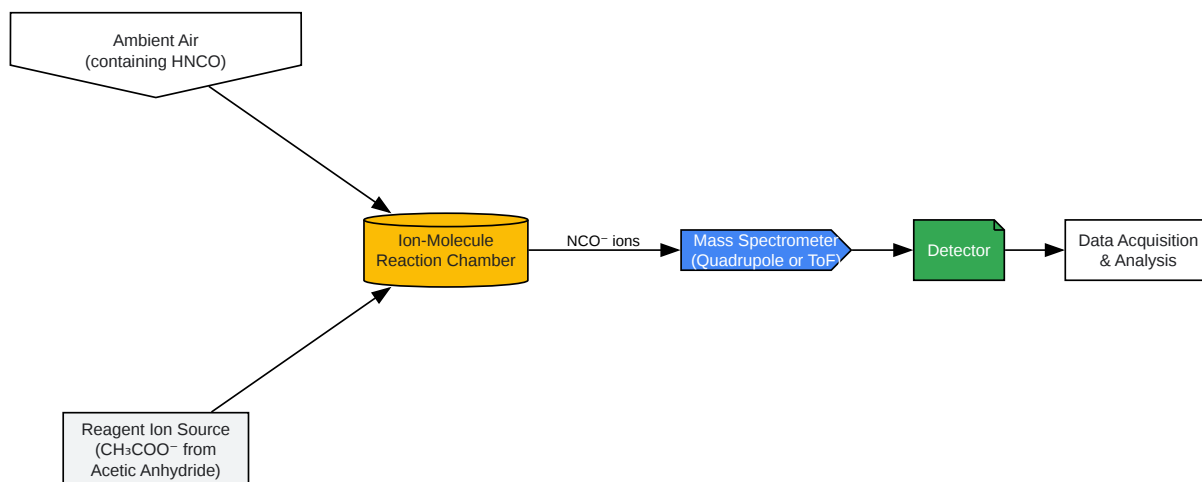 Ambient Air
(containing HNCO)
Ion-Molecule
Reaction Chamber
NCO⁻ ions
Mass Spectrometer
(Quadrupole or ToF)
Detector
Data Acquisition
& Analysis
Reagent Ion Source
(CH₃COO⁻ from
Acetic Anhydride)